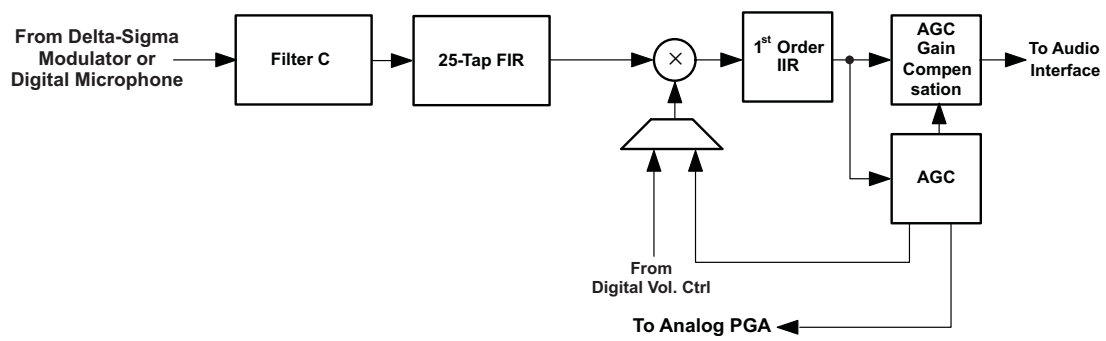 From Delta-Sigma
Modulator or
Digital Microphone
Filter C
25-Tap FIR
×
1st Order
IIR
AGC
Gain
Compen
sation
To Audio
Interface
AGC
From
Digital Vol. Ctrl
To Analog PGA